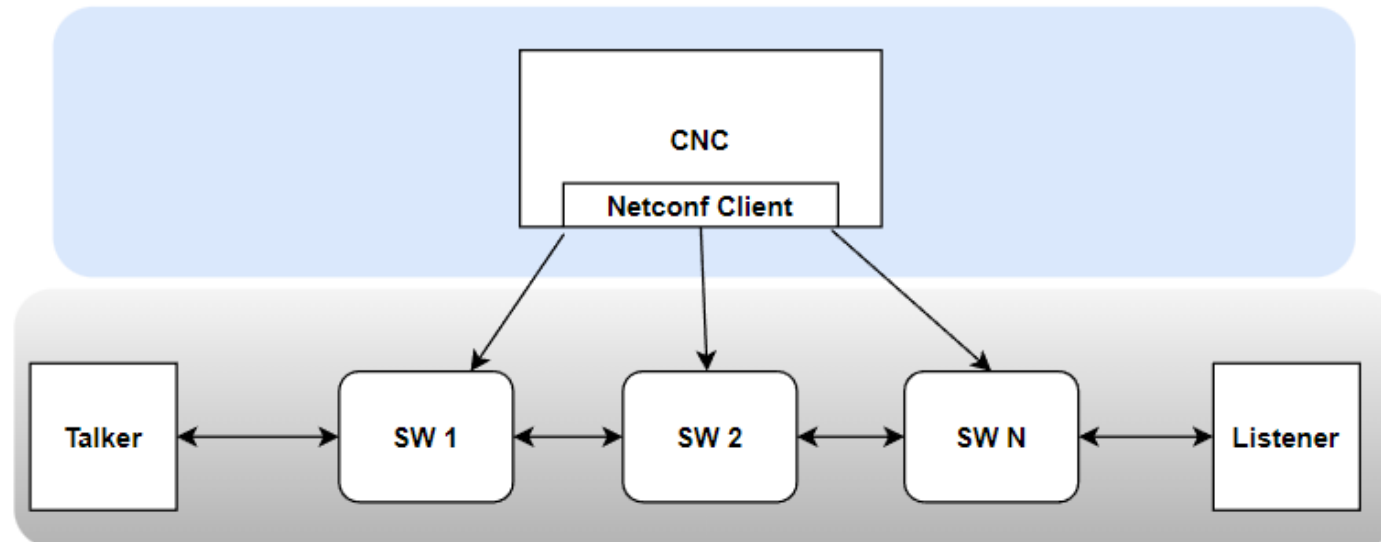 CNC
Netconf Client
Talker
SW 1
SW 2
SW N
Listener